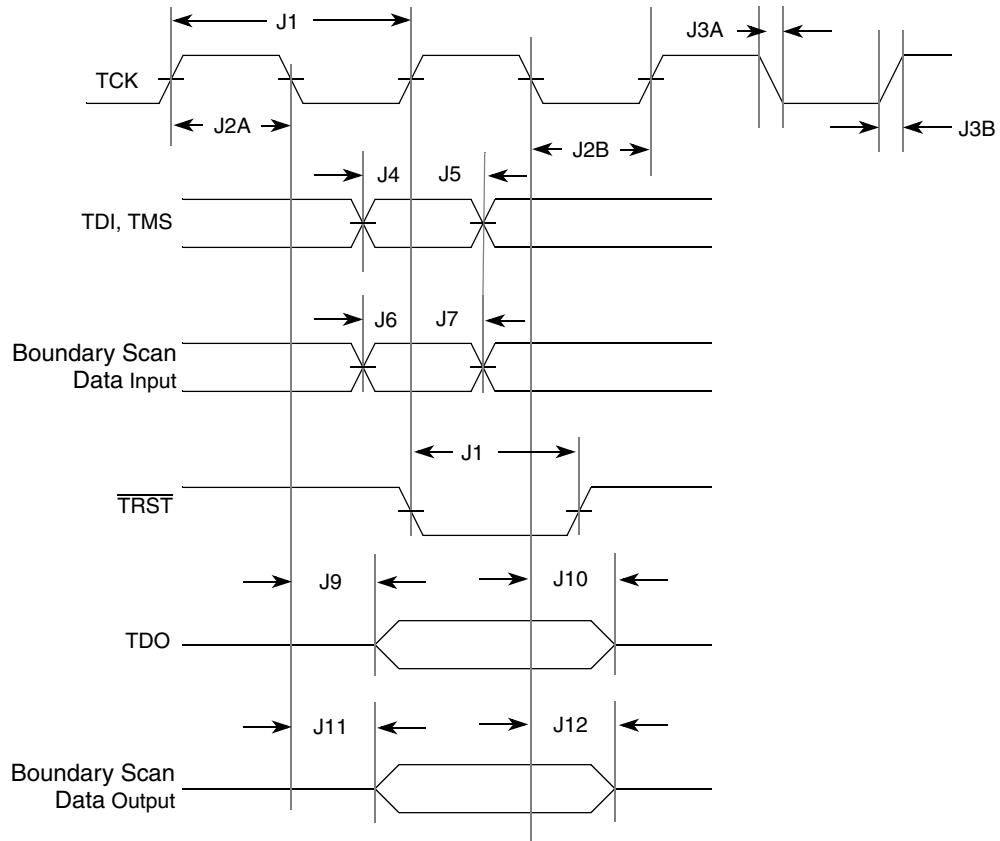 J1
J3A
TCK
J2A
J2B
J3B
J4
J5
TDI, TMS
J6
J7
Boundary Scan
Data Input
J1
TRST
J9
J10
TDO
J11
J12
Boundary Scan
Data Output